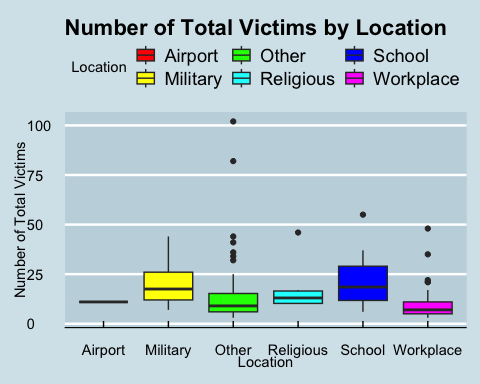 Number of Total Victims by Location
Location
Airport Other School
Military Religious Workplace
Number of Total Victims
100
75
50
25
0
Airport Military Other Religious School Workplace
Location